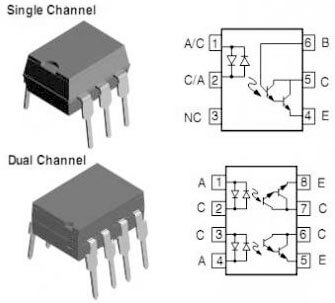 Single Channel
A/C 1 6 B
C/A 2 5 C
NC 3 4 E
Dual Channel
A 1 8 E
C 2 7 C
C 3 6 C
A 4 5 E